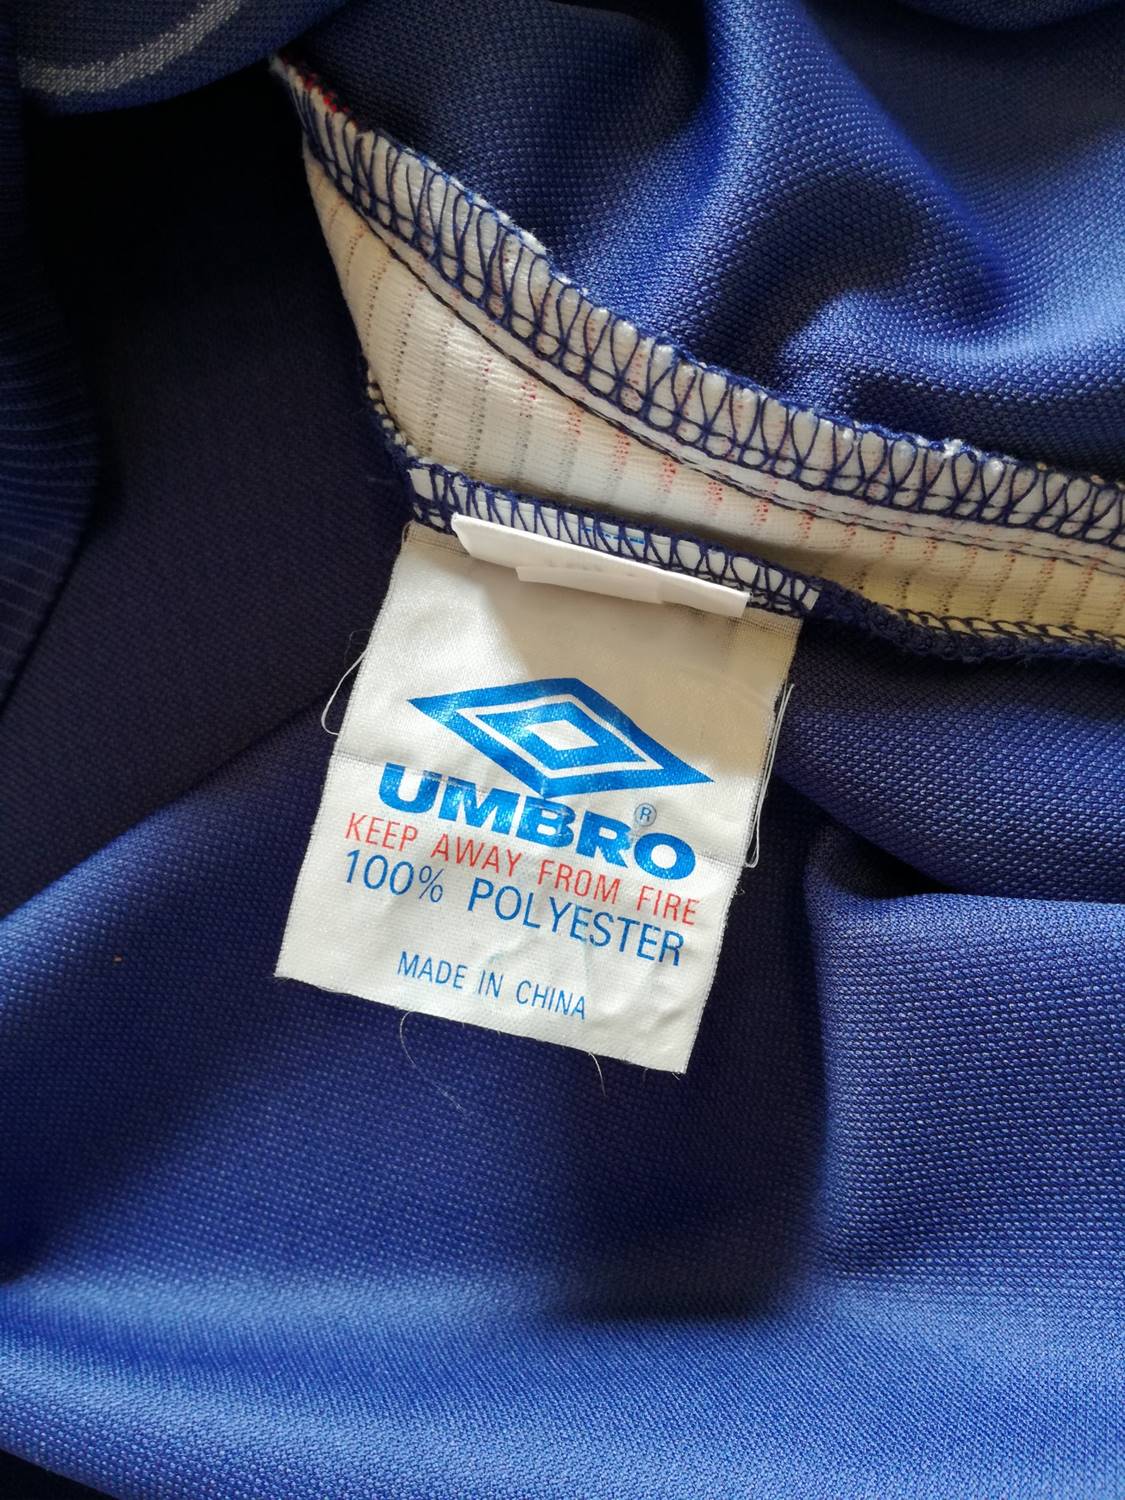 UMBRO®
KEEP AWAY FROM FIRE
100% POLYESTER
MADE IN CHINA